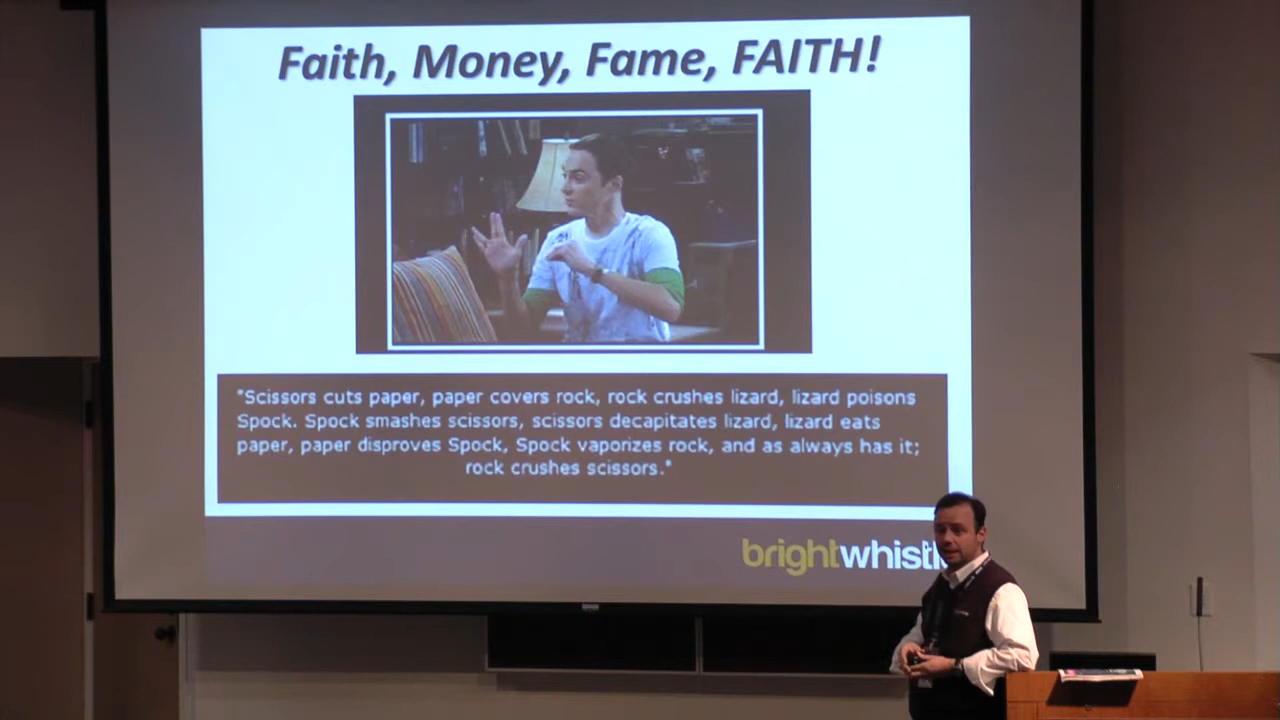 Faith, Money, Fame, FAITH!
"Scissors cuts paper, paper covers rock, rock crushes lizard, lizard poisons
Spock. Spock smashes scissors, scissors decapitates lizard, lizard eats
paper, paper disproves Spock, Spock vaporizes rock, and as always has it;
rock crushes scissors."
brightwhistl